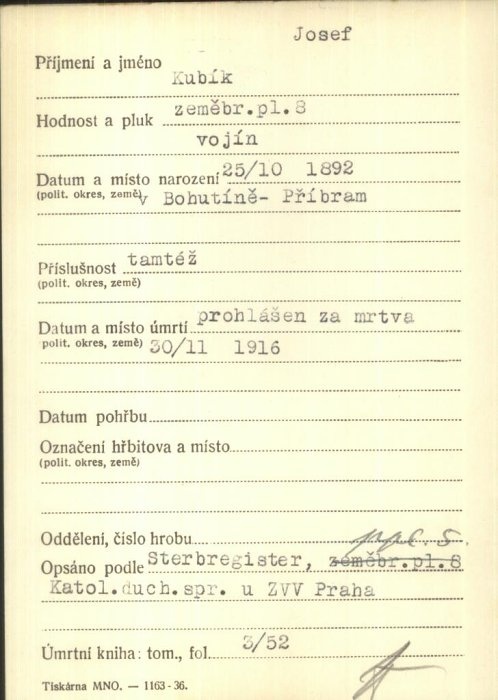 Josef
Příjmení a jméno
Kubík
Hodnost a pluk zeměbr.pl.8
vojín
Datum a místo narození 25/10 1892
(polit. okres, země) v Bohutíně- Příbram
Příslušnost tamtéž
(polit. okres, země)
Datum a místo úmrtí prohlášen za mrtva
polit. okres, země) 30/11 1916
Datum pohřbu
Označení hřbitova a místo
(polit. okres, země)
Oddělení, číslo hrobu
Opsáno podle Sterbregister, zeměbr.pl.8
Katol.duch.spr. u ZVV Praha
Úmrtní kniha: tom., fol. 3/52
Tiskárna MNO. — 1163-36.